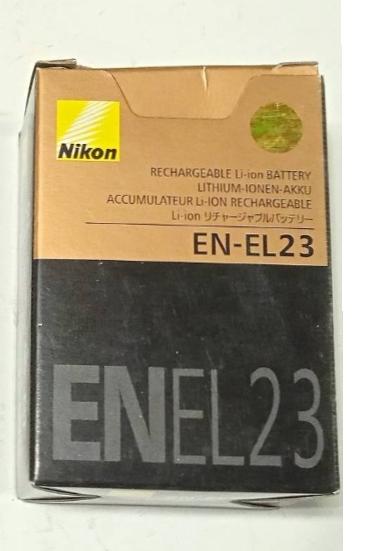 Nikon
RECHARGEABLE Li-ion BATTERY
LITHIUM-IONEN-AKKU
ACCUMULATEUR Li-ION RECHARGEABLE
Li-ion リチャージャブルバッテリー
EN-EL23
ENEL23